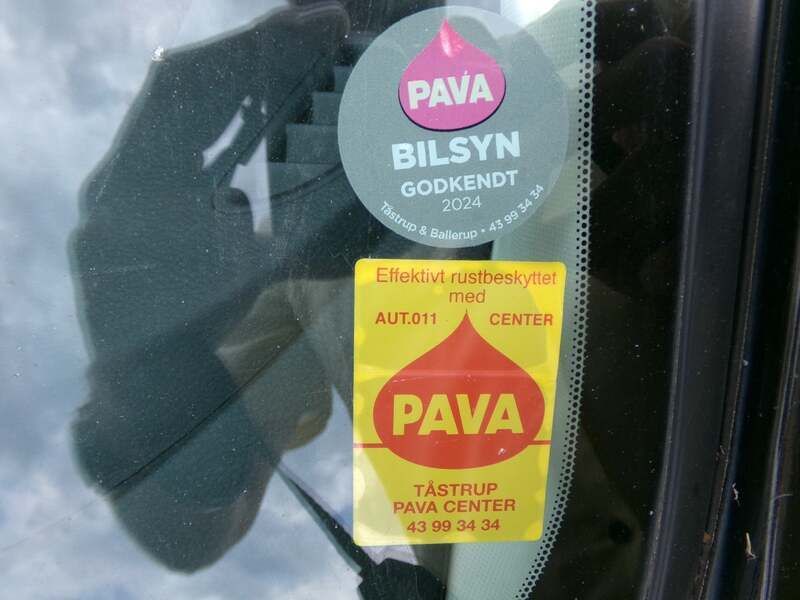 PAVA
BILSYN
GODKENDT
2024
Tåstrup & Ballerup • 43 99 34 34
Effektivt rustbeskyttet
med
AUT.011 CENTER
PAVA
TÅSTRUP
PAVA CENTER
43 99 34 34